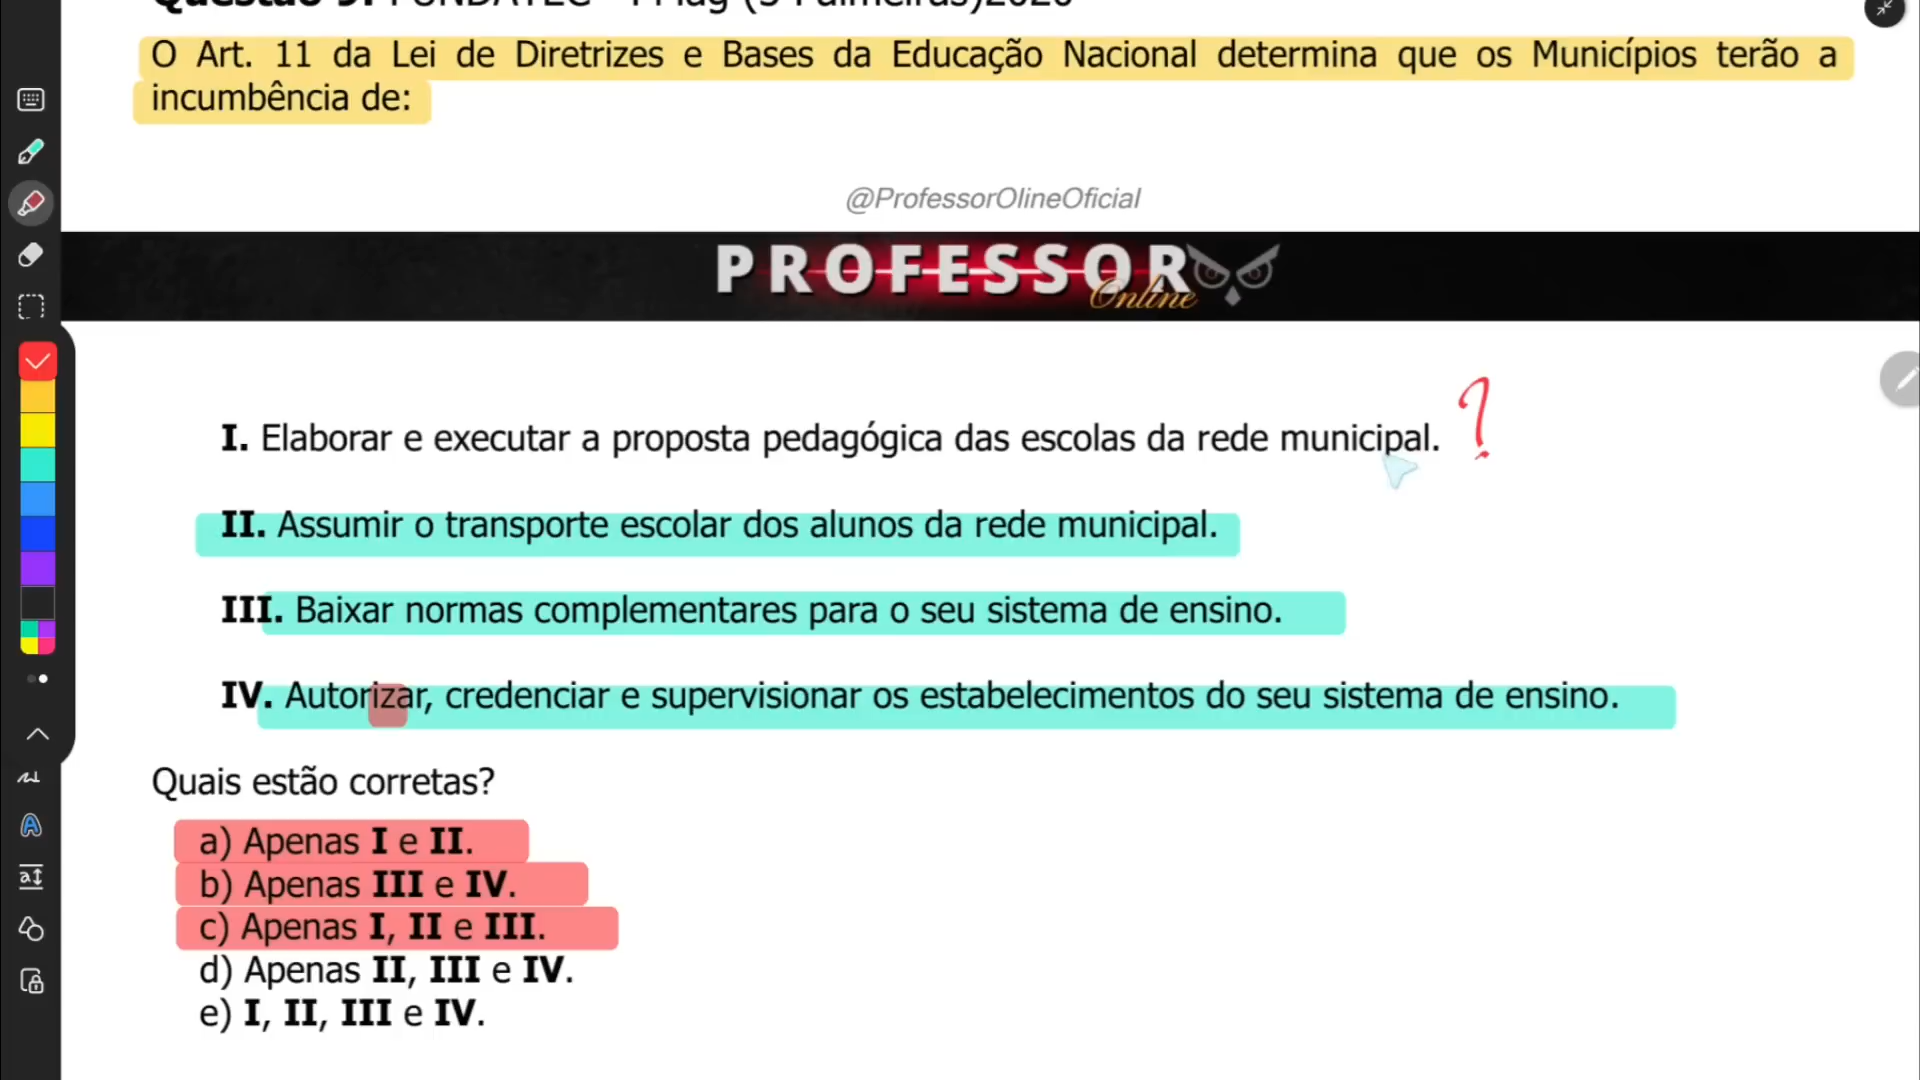 O Art. 11 da Lei de Diretrizes e Bases da Educação Nacional determina que os Municípios terão a
incumbência de:
@ProfessorOlineOficial
PROFESSOR
Online
?
I. Elaborar e executar a proposta pedagógica das escolas da rede municipal.
II. Assumir o transporte escolar dos alunos da rede municipal.
III. Baixar normas complementares para o seu sistema de ensino.
IV. Autorizar, credenciar e supervisionar os estabelecimentos do seu sistema de ensino.
Quais estão corretas?
a) Apenas I e II.
b) Apenas III e IV.
c) Apenas I, II e III.
d) Apenas II, III e IV.
e) I, II, III e IV.